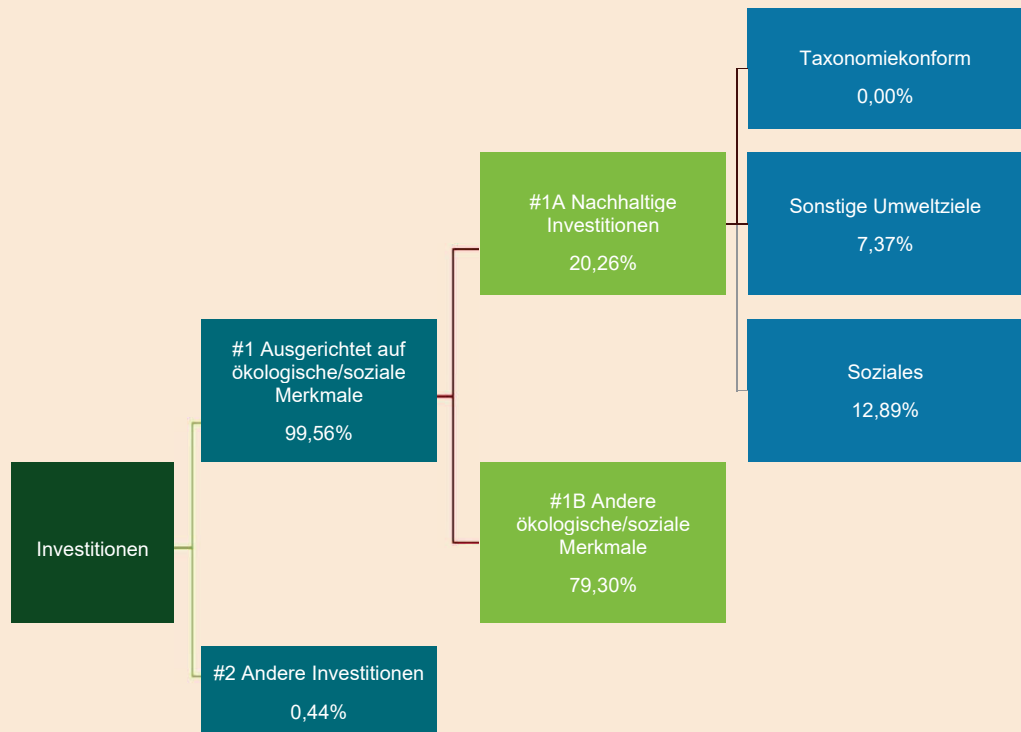 Investitionen
#1 Ausgerichtet auf
ökologische/soziale
Merkmale
99,56%
#2 Andere Investitionen
0,44%
#1A Nachhaltige
Investitionen
20,26%
#1B Andere
ökologische/soziale
Merkmale
79,30%
Taxonomiekonform
0,00%
Sonstige Umweltziele
7,37%
Soziales
12,89%